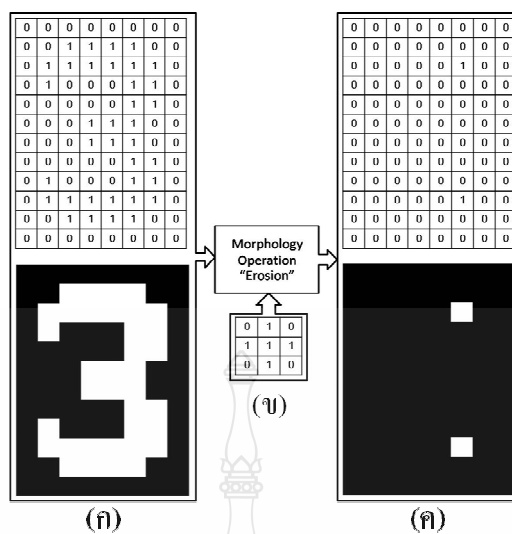 0 0 0 0 0 0 0 0
0 0 1 1 1 1 0 0
0 1 1 1 1 1 1 0
0 1 0 0 0 1 1 0
0 0 0 0 0 1 1 0
0 0 0 1 1 1 0 0
0 0 0 1 1 1 0 0
0 0 0 0 0 1 1 0
0 1 0 0 0 1 1 0
0 1 1 1 1 1 1 0
0 0 1 1 1 1 0 0
0 0 0 0 0 0 0 0
3
(ก)
Morphology
Operation
“Erosion”
0 1 0
1 1 1
0 1 0
(ข)
0 0 0 0 0 0 0 0
0 0 0 0 0 0 0 0
0 0 0 0 0 1 0 0
0 0 0 0 0 0 0 0
0 0 0 0 0 0 0 0
0 0 0 0 0 0 0 0
0 0 0 0 0 0 0 0
0 0 0 0 0 0 0 0
0 0 0 0 0 0 0 0
0 0 0 0 0 1 0 0
0 0 0 0 0 0 0 0
0 0 0 0 0 0 0 0
(ค)